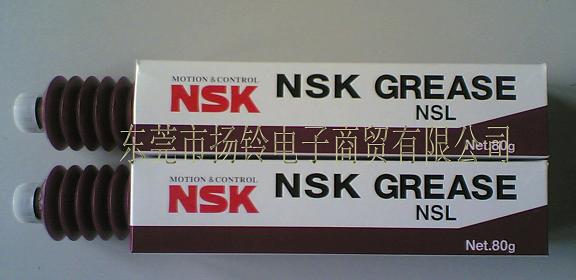 MOTION & CONTROL
NSK
NSK GREASE
NSL
Net.80g
东莞市扬铃电子商贸有限公司
MOTION & CONTROL
NSK
NSK GREASE
NSL
Net.80g